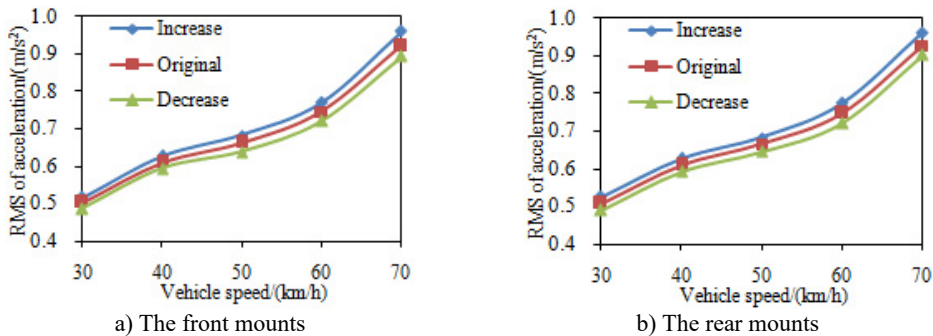 RMS of acceleration/(m/s²)
1.0
0.9
0.8
0.7
0.6
0.5
0.4
Increase
Original
Decrease
30 40 50 60 70
Vehicle speed/(km/h)
a) The front mounts
RMS of acceleration/(m/s²)
1.0
0.9
0.8
0.7
0.6
0.5
0.4
Increase
Original
Decrease
30 40 50 60 70
Vehicle speed/(km/h)
b) The rear mounts